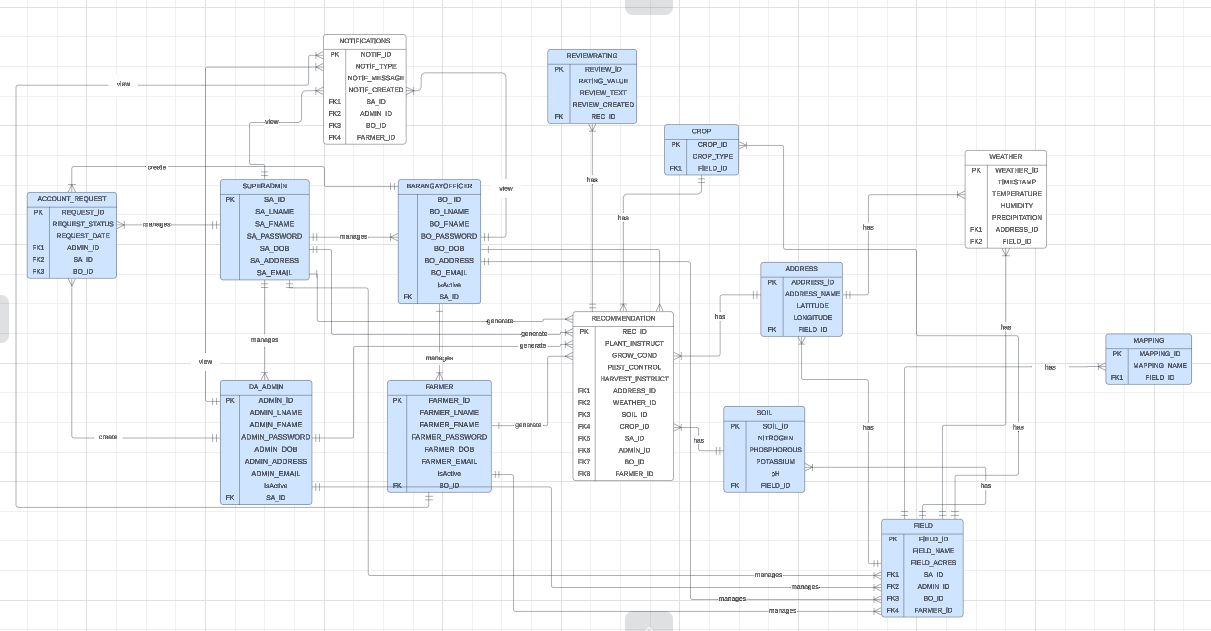 NOTIFICATIONS
PK NOTIF_ID
NOTIF_TYPE
NOTIF_MESSAGE
NOTIF_CREATED
FK1 SA_ID
FK2 ADMIN_ID
FK3 BO_ID
FK4 FARMER_ID
REVIEWRATING
PK REVIEW_ID
RATING_VALUE
REVIEW_TEXT
REVIEW_CREATED
FK REC_ID
CROP
PK CROP_ID
CROP_TYPE
FK1 FIELD_ID
WEATHER
PK WEATHER_ID
TIMESTAMP
TEMPERATURE
HUMIDITY
PRECIPITATION
FK1 ADDRESS_ID
FK2 FIELD_ID
ACCOUNT_REQUEST
PK REQUEST_ID
REQUEST_STATUS
REQUEST_DATE
FK1 ADMIN_ID
FK2 SA_ID
FK3 BO_ID
SUPERADMIN
PK SA_ID
SA_LNAME
SA_FNAME
SA_PASSWORD
SA_DOB
SA_ADDRESS
SA_EMAIL
BARANGAYOFFICIER
PK BO_ID
BO_LNAME
BO_FNAME
BO_PASSWORD
BO_DOB
BO_ADDRESS
BO_EMAIL
isActive
FK SA_ID
ADDRESS
PK ADDRESS_ID
ADDRESS_NAME
LATITUDE
LONGITUDE
FK FIELD_ID
RECOMMENDATION
PK REC_ID
PLANT_INSTRUCT
GROW_COND
PEST_CONTROL
HARVEST_INSTRUCT
FK1 ADDRESS_ID
FK2 WEATHER_ID
FK3 SOIL_ID
FK4 CROP_ID
FK5 SA_ID
FK6 ADMIN_ID
FK7 BO_ID
FK8 FARMER_ID
MAPPING
PK MAPPING_ID
MAPPING_NAME
FK1 FIELD_ID
DA_ADMIN
PK ADMIN_ID
ADMIN_LNAME
ADMIN_FNAME
ADMIN_PASSWORD
ADMIN_DOB
ADMIN_ADDRESS
ADMIN_EMAIL
isActive
FK SA_ID
FARMER
PK FARMER_ID
FARMER_LNAME
FARMER_FNAME
FARMER_PASSWORD
FARMER_DOB
FARMER_EMAIL
isActive
FK BO_ID
SOIL
PK SOIL_ID
NITROGEN
PHOSPHOROUS
POTASSIUM
pH
FK FIELD_ID
FIELD
PK FIELD_ID
FIELD_NAME
FIELD_ACRES
FK1 SA_ID
FK2 ADMIN_ID
FK3 BO_ID
FK4 FARMER_ID
view
view
create
view
has
has
has
manages
manages
generate
generate
generate
has
has
manages
manages
view
has
generate
create
has
has
has
has
manages
manages
manages
manages